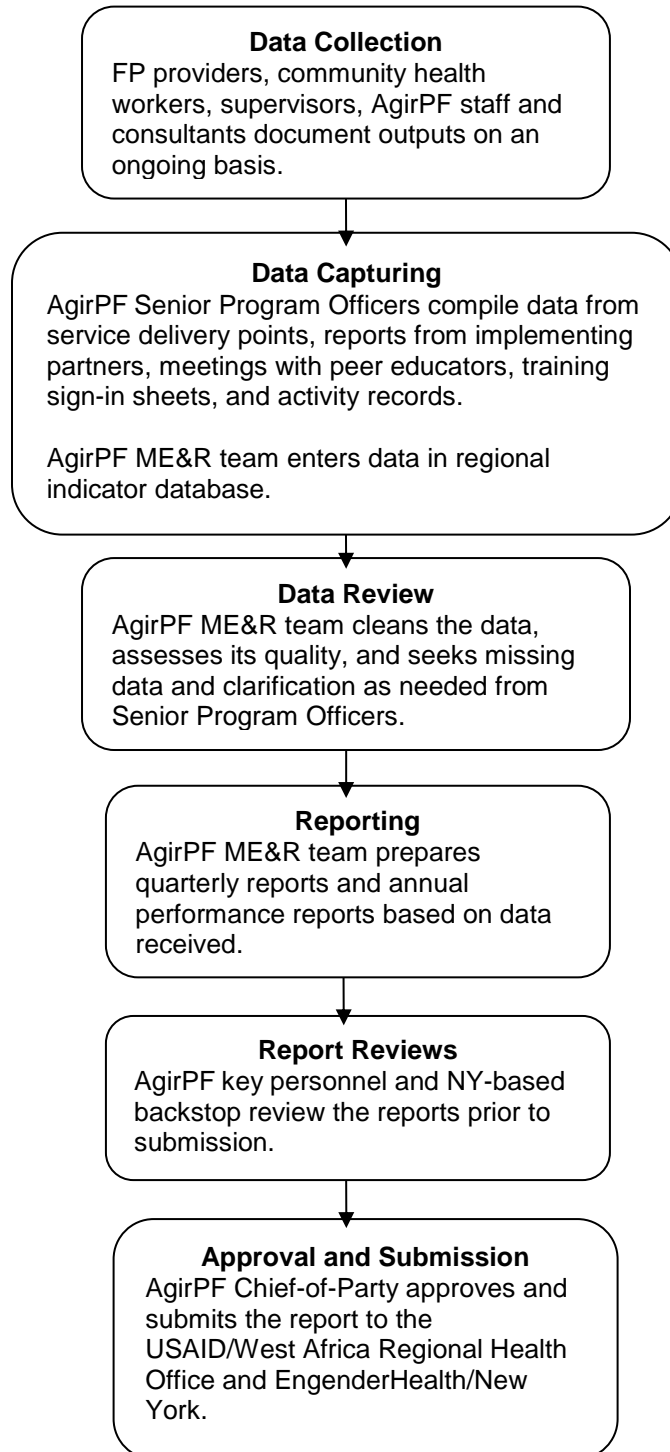 Data Collection
FP providers, community health
workers, supervisors, AgirPF staff and
consultants document outputs on an
ongoing basis.
Data Capturing
AgirPF Senior Program Officers compile data from
service delivery points, reports from implementing
partners, meetings with peer educators, training
sign-in sheets, and activity records.
AgirPF ME&R team enters data in regional
indicator database.
Data Review
AgirPF ME&R team cleans the data,
assesses its quality, and seeks missing
data and clarification as needed from
Senior Program Officers.
Reporting
AgirPF ME&R team prepares
quarterly reports and annual
performance reports based on data
received.
Report Reviews
AgirPF key personnel and NY-based
backstop review the reports prior to
submission.
Approval and Submission
AgirPF Chief-of-Party approves and
submits the report to the
USAID/West Africa Regional Health
Office and EngenderHealth/New
York.